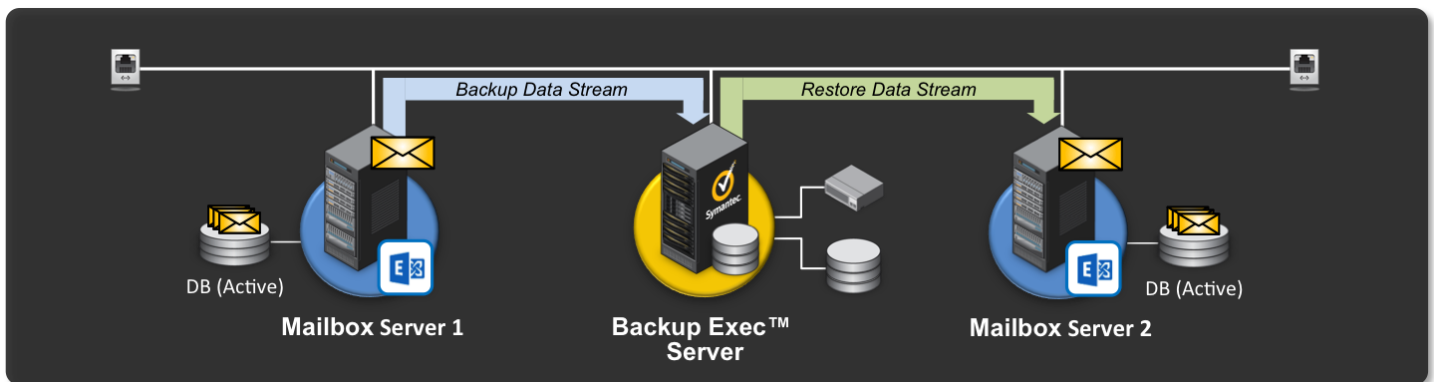 Backup Data Stream
Restore Data Stream
Symantec
E
E
DB (Active)
DB (Active)
Mailbox Server 1
Backup Exec™
Server
Mailbox Server 2